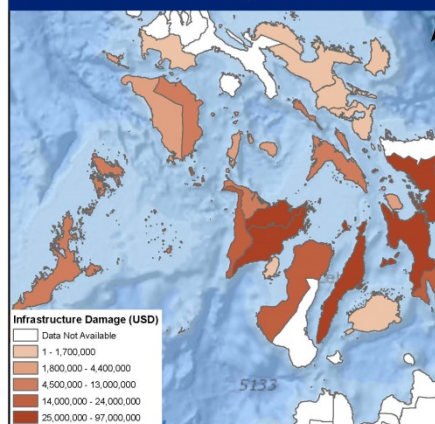 5133
Infrastructure Damage (USD)
Data Not Available
1 - 1,700,000
1,800,000 - 4,400,000
4,500,000 - 13,000,000
14,000,000 - 24,000,000
25,000,000 - 97,000,000